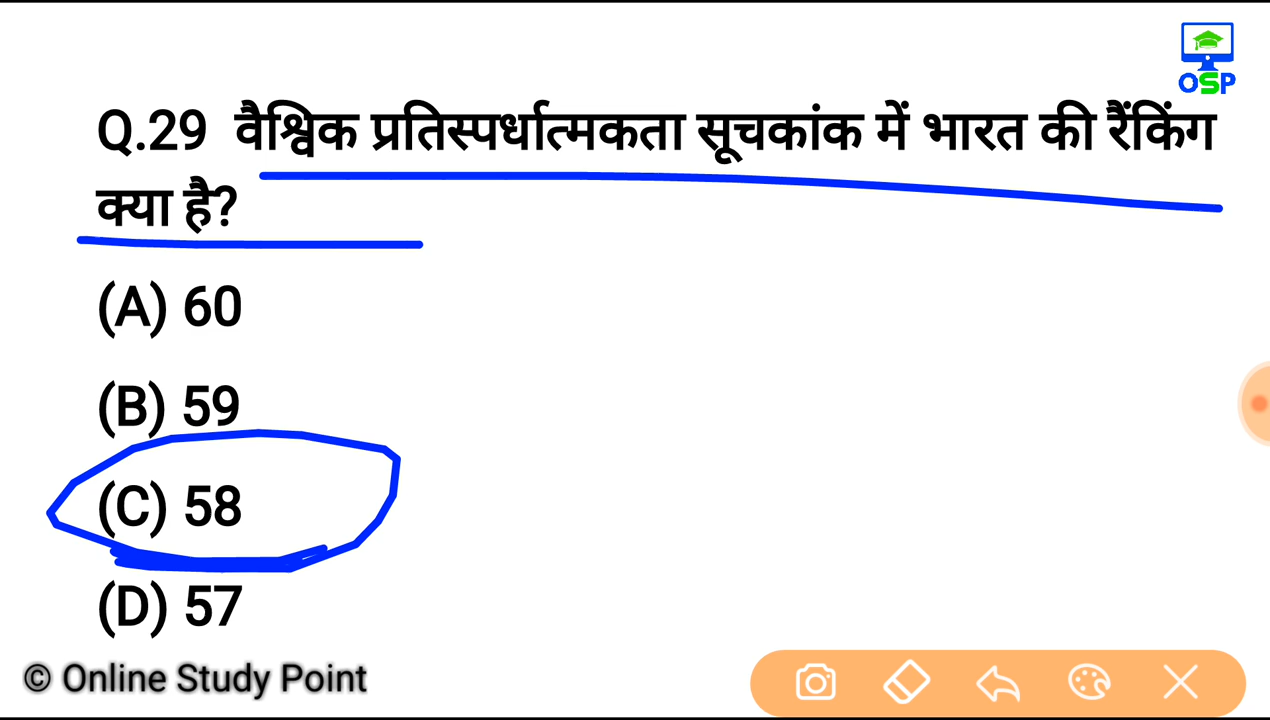 OSP
Q.29 वैश्विक प्रतिस्पर्धात्मकता सूचकांक में भारत की रैंकिंग
क्या है?
(A) 60
(B) 59
(C) 58
(D) 57
© Online Study Point